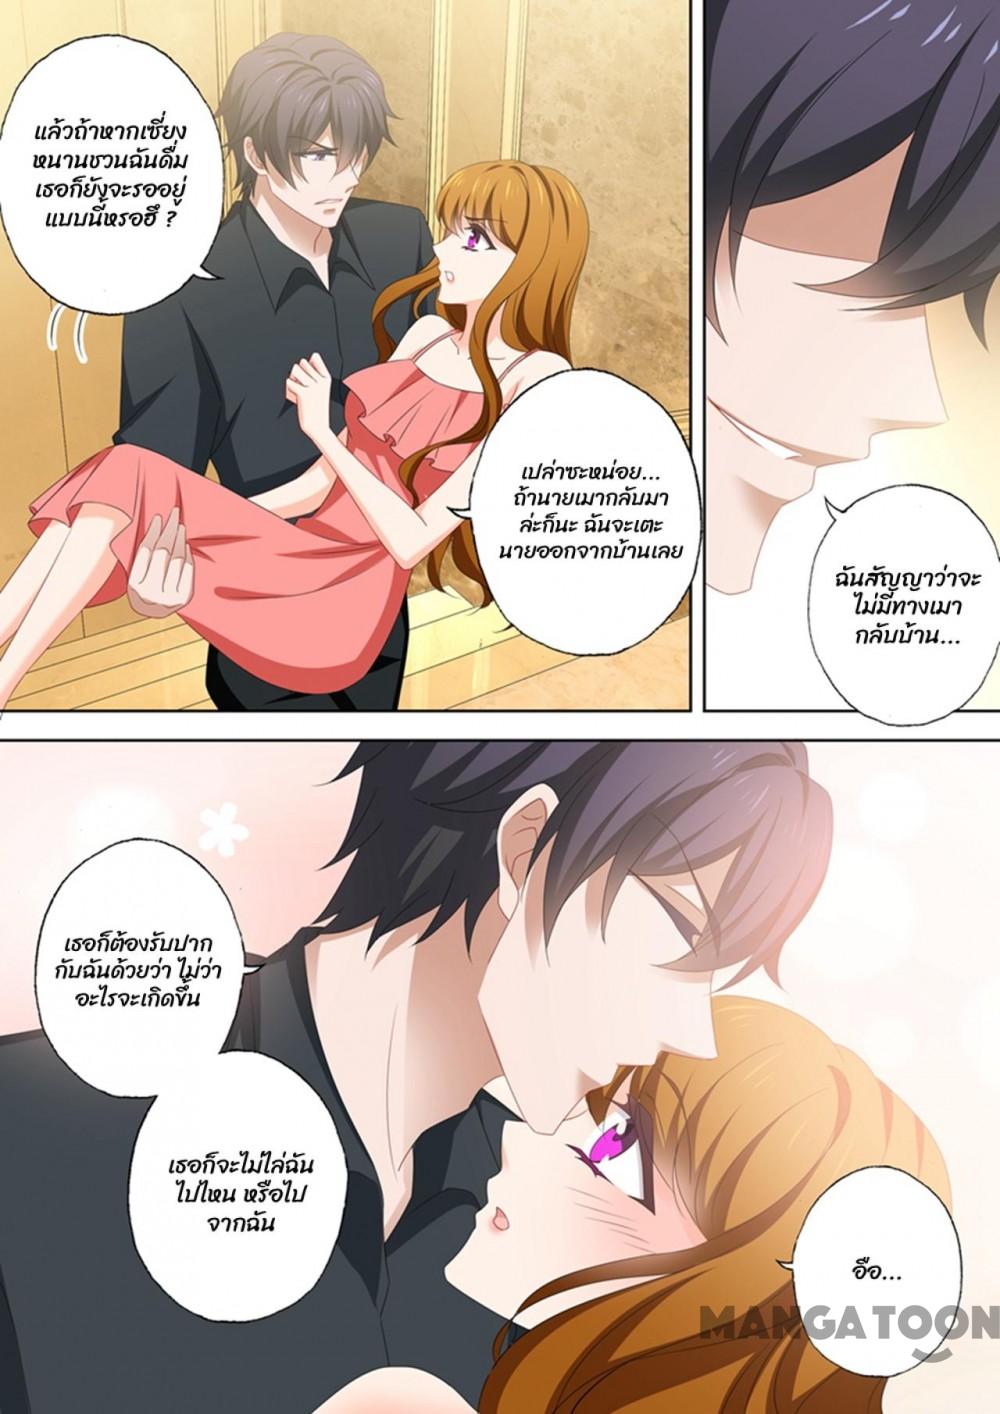 แล้วถ้าหากเซี่ยง
หนานชวนฉันดื่ม
เธอก็ยังจะรออยู่
แบบนี้หรอฮึ ?
เปล่าซะหน่อย...
ถ้านายเมากลับมา
ล่ะก็นะ ฉันจะเตะ
นายออกจากบ้านเลย
ฉันสัญญาว่าจะ
ไม่มีทางเมา
กลับบ้าน...
เธอก็ต้องรับปาก
กับฉันด้วยว่า ไม่ว่า
อะไรจะเกิดขึ้น
เธอก็จะไม่ไล่ฉัน
ไปไหน หรือไป
จากฉัน
อือ...
MANGATOON